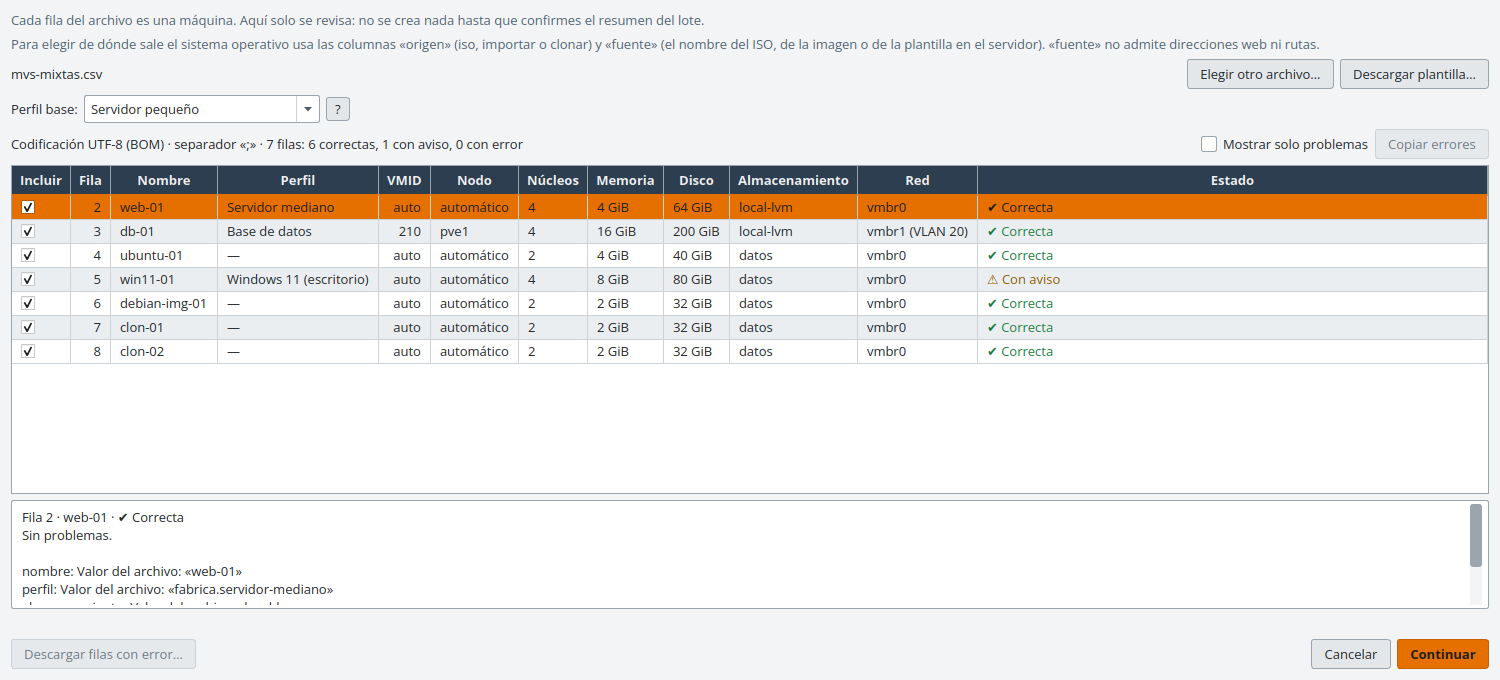 Cada fila del archivo es una máquina. Aquí solo se revisa: no se crea nada hasta que confirmes el resumen del lote.
Para elegir de dónde sale el sistema operativo usa las columnas «origen» (iso, importar o clonar) y «fuente» (el nombre del ISO, de la imagen o de la plantilla en el servidor). «fuente» no admite direcciones web ni rutas.
mvs-mixtas.csv Elegir otro archivo... Descargar plantilla...
Perfil base: Servidor pequeño ?
Codificación UTF-8 (BOM) · separador «;» · 7 filas: 6 correctas, 1 con aviso, 0 con error Mostrar solo problemas Copiar errores
Incluir Fila Nombre Perfil VMID Nodo Núcleos Memoria Disco Almacenamiento Red Estado
2 web-01 Servidor mediano auto automático 4 4 GiB 64 GiB local-lvm vmbr0 ✔ Correcta
3 db-01 Base de datos 210 pve1 4 16 GiB 200 GiB local-lvm vmbr1 (VLAN 20) ✔ Correcta
4 ubuntu-01 — auto automático 2 4 GiB 40 GiB datos vmbr0 ✔ Correcta
5 win11-01 Windows 11 (escritorio) auto automático 4 8 GiB 80 GiB datos vmbr0 ⚠ Con aviso
6 debian-img-01 — auto automático 2 2 GiB 32 GiB datos vmbr0 ✔ Correcta
7 clon-01 — auto automático 2 2 GiB 32 GiB datos vmbr0 ✔ Correcta
8 clon-02 — auto automático 2 2 GiB 32 GiB datos vmbr0 ✔ Correcta
Fila 2 · web-01 · ✔ Correcta
Sin problemas.
nombre: Valor del archivo: «web-01»
perfil: Valor del archivo: «fabrica.servidor-mediano»
Descargar filas con error... Cancelar Continuar